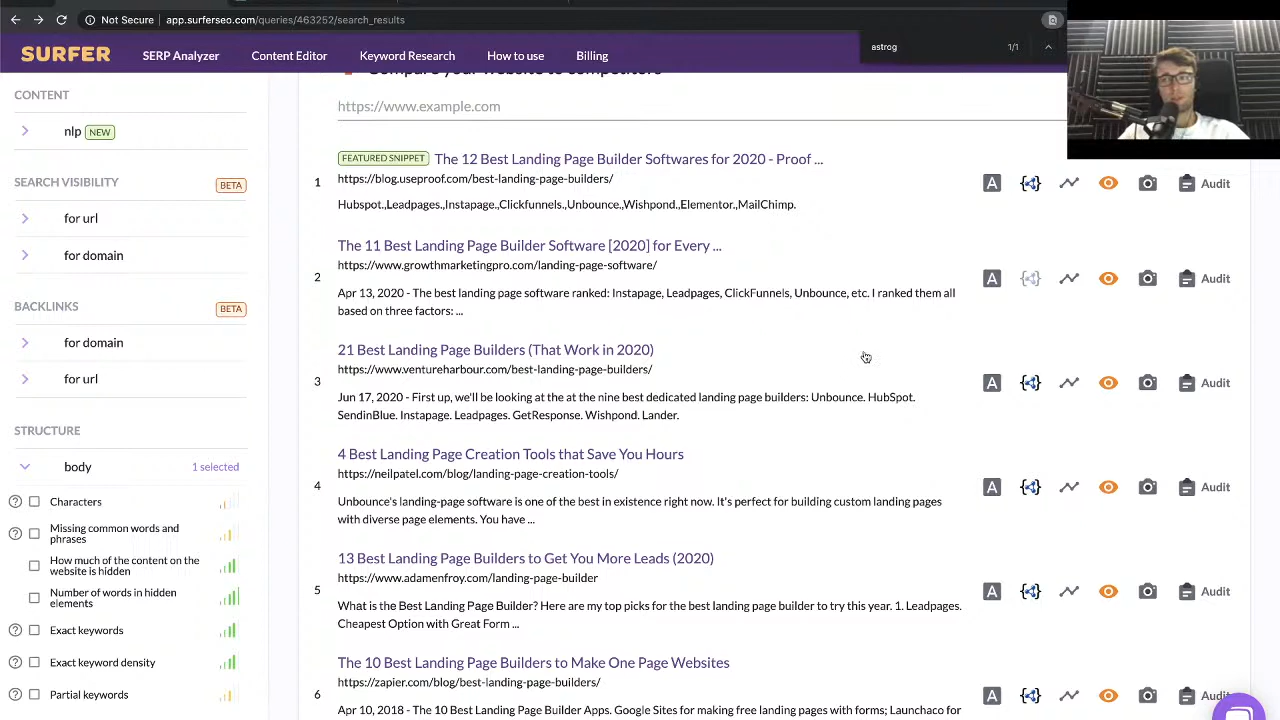 Not Secure app.surferseo.com/queries/463252/search_results
SURFER
SERP Analyzer
Content Editor
Research
Billing
astrog
1/1
CONTENT
nlp NEW
SEARCH VISIBILITY BETA
for url
for domain
BACKLINKS BETA
for domain
for url
STRUCTURE
body 1 selected
Characters
Missing common words and
phrases
How much of the content on the
website is hidden
Number of words in hidden
elements
Exact keywords
Exact keyword density
Partial keywords
https://www.example.com
1
FEATURED SNIPPET The 12 Best Landing Page Builder Softwares for 2020 - Proof ...
https://blog.useproof.com/best-landing-page-builders/
Hubspot.,Leadpages.,Instapage.,Clickfunnels.,Unbounce.,Wishpond.,Elementor.,MailChimp.
A Audit
2
The 11 Best Landing Page Builder Software [2020] for Every ...
https://www.growthmarketingpro.com/landing-page-software/
Apr 13, 2020 - The best landing page software ranked: Instapage, Leadpages, ClickFunnels, Unbounce, etc. I ranked them all
based on three factors: ...
A Audit
3
21 Best Landing Page Builders (That Work in 2020)
https://www.ventureharbour.com/best-landing-page-builders/
Jun 17, 2020 - First up, we'll be looking at the at the nine best dedicated landing page builders: Unbounce. HubSpot.
SendinBlue. Instapage. Leadpages. GetResponse. Wishpond. Lander.
A Audit
4
4 Best Landing Page Creation Tools that Save You Hours
https://neilpatel.com/blog/landing-page-creation-tools/
Unbounce's landing-page software is one of the best in existence right now. It's perfect for building custom landing pages
with diverse page elements. You have ...
A Audit
5
13 Best Landing Page Builders to Get You More Leads (2020)
https://www.adamenfroy.com/landing-page-builder
What is the Best Landing Page Builder? Here are my top picks for the best landing page builder to try this year. 1. Leadpages.
Cheapest Option with Great Form ...
A Audit
6
The 10 Best Landing Page Builders to Make One Page Websites
https://zapier.com/blog/best-landing-page-builders/
Apr 10, 2018 - The Best Landing Page Builder Apps. Google Sites for making free landing pages with forms; Launchaco for
A Audit